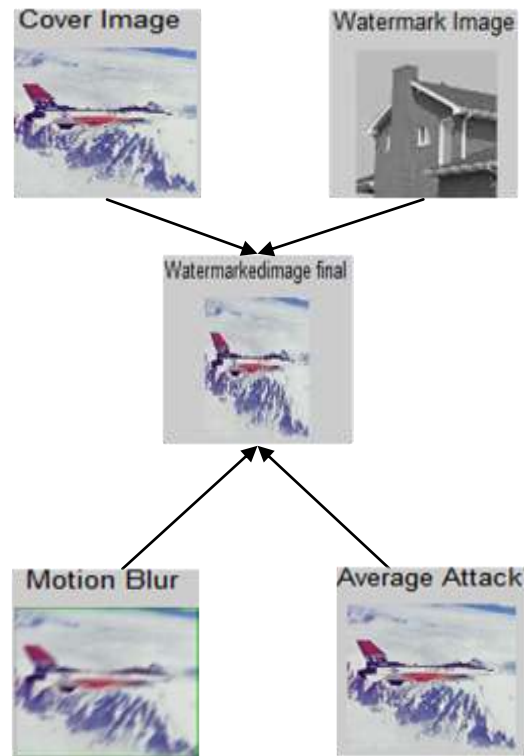 Cover Image
Watermark Image
Watermarkedimage final
Motion Blur
Average Attack